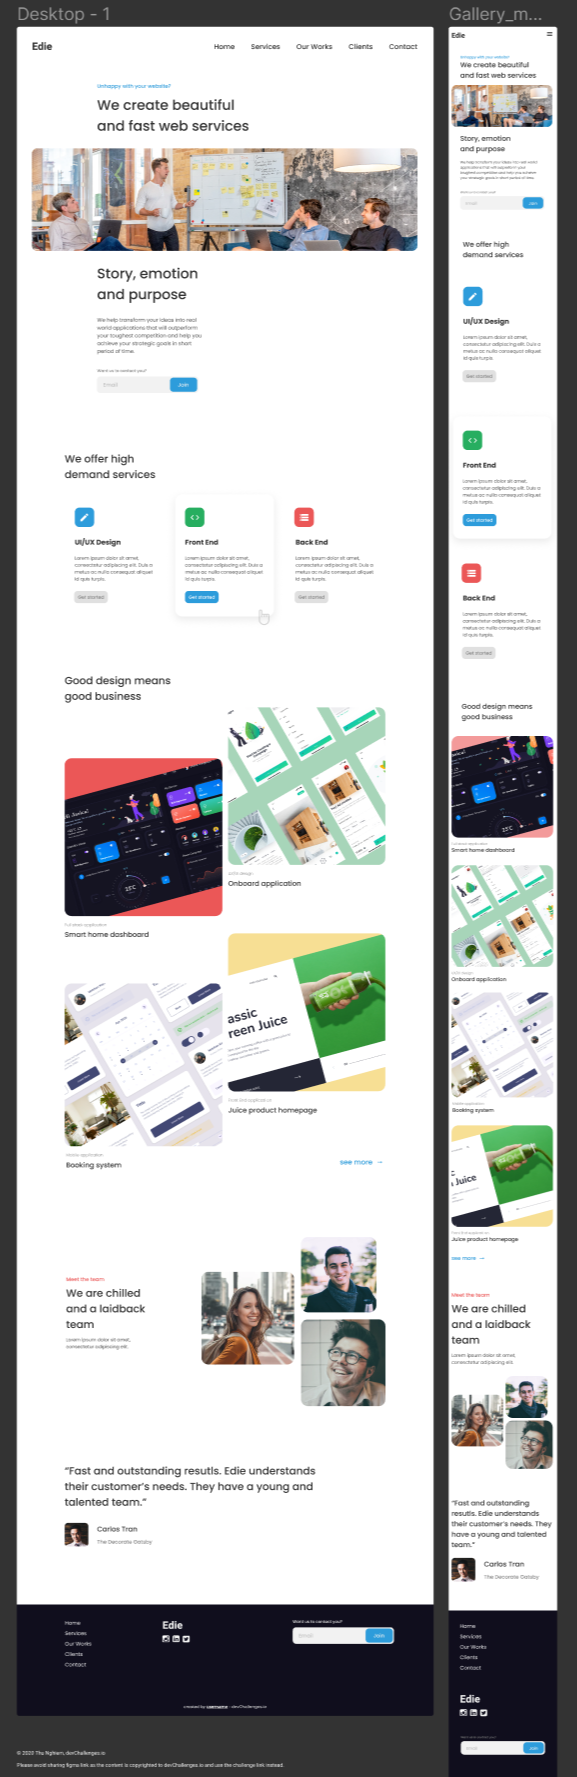 Desktop - 1
Edie
Home Services Our Works Clients Contact
Unhappy with your website?
We create beautiful
and fast web services
Story, emotion
and purpose
We help transform your ideas into real
world applications that will outperform
your toughest competition and help you
achieve your strategic goals in short
period of time.
Want us to contact you?
Email Join
We offer high
demand services
UI/UX Design
Lorem ipsum dolor sit amet,
consectetur adipiscing elit. Duis a
metus ac nulla consequat aliquet
id quis turpis.
Get started
Front End
Lorem ipsum dolor sit amet,
consectetur adipiscing elit. Duis a
metus ac nulla consequat aliquet
id quis turpis.
Get started
Back End
Lorem ipsum dolor sit amet,
consectetur adipiscing elit. Duis a
metus ac nulla consequat aliquet
id quis turpis.
Get started
Good design means
good business
Full stack application
Smart home dashboard
UI/UX design
Onboard application
Mobile application
Booking system
assic
reen Juice
Front End application
Juice product homepage
see more →
Meet the team
We are chilled
and a laidback
team
Lorem ipsum dolor sit amet,
consectetur adipiscing elit.
“Fast and outstanding resutls. Edie understands
their customer’s needs. They have a young and
talented team.”
Carlos Tran
The Decorate Gatsby
Home
Services
Our Works
Clients
Contact
Edie
Want us to contact you?
Email Join
created by username - devChallenges.io
© 2020 Thu Nghiem, devChallenges.io
Please avoid sharing figma link as the content is copyrighted to devChallenges.io and use the challenge link instead.
Gallery_m...
Edie
Unhappy with your website?
We create beautiful
and fast web services
Story, emotion
and purpose
We help transform your ideas into real world
applications that will outperform your
toughest competition and help you achieve
your strategic goals in short period of time.
Want us to contact you?
Email Join
We offer high
demand services
UI/UX Design
Lorem ipsum dolor sit amet,
consectetur adipiscing elit. Duis a
metus ac nulla consequat aliquet
id quis turpis.
Get started
Front End
Lorem ipsum dolor sit amet,
consectetur adipiscing elit. Duis a
metus ac nulla consequat aliquet
id quis turpis.
Get started
Back End
Lorem ipsum dolor sit amet,
consectetur adipiscing elit. Duis a
metus ac nulla consequat aliquet
id quis turpis.
Get started
Good design means
good business
Full stack application
Smart home dashboard
UI/UX design
Onboard application
Mobile application
Booking system
Front End application
Juice product homepage
see more →
Meet the team
We are chilled
and a laidback
team
Lorem ipsum dolor sit amet,
consectetur adipiscing elit.
“Fast and outstanding
resutls. Edie understands
their customer’s needs. They
have a young and talented
team.”
Carlos Tran
The Decorate Gatsby
Home
Services
Our Works
Clients
Contact
Edie
Email Join